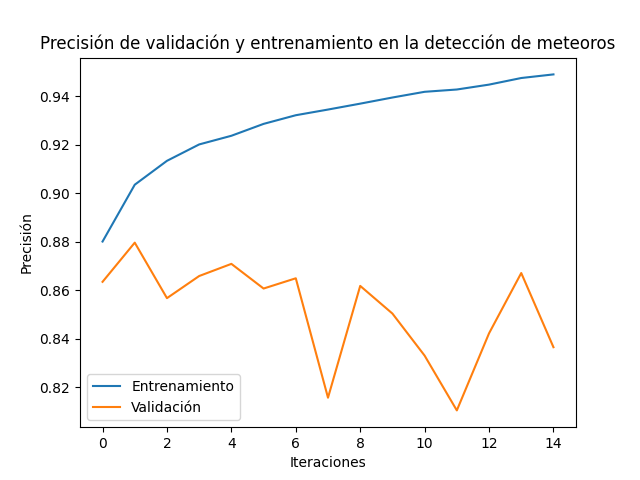 Precisión de validación y entrenamiento en la detección de meteoros
0.94
0.92
0.90
0.88
0.86
0.84
0.82
Precisión
Entrenamiento
Validación
0 2 4 6 8 10 12 14
Iteraciones